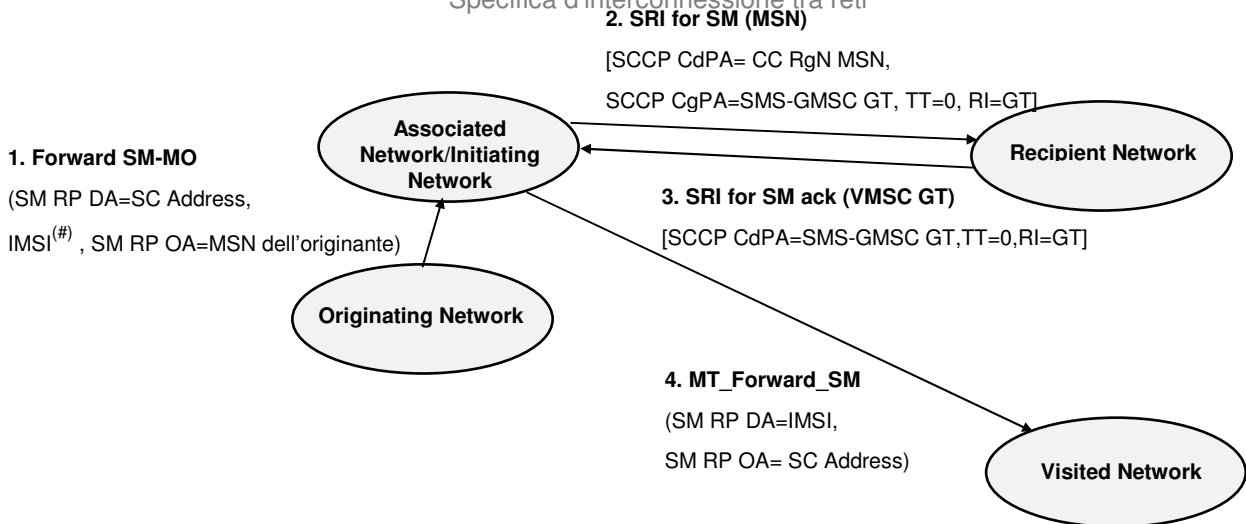 Specifica d'interconnessione tra reti
2. SRI for SM (MSN)
[SCCP CdPA= CC RgN MSN,
SCCP CgPA=SMS-GMSC GT, TT=0, RI=GT]
Associated
Network/Initiating
Network
Recipient Network
1. Forward SM-MO
(SM RP DA=SC Address,
IMSI(#) , SM RP OA=MSN dell'originante)
3. SRI for SM ack (VMSC GT)
[SCCP CdPA=SMS-GMSC GT,TT=0,RI=GT]
Originating Network
4. MT_Forward_SM
(SM RP DA=IMSI,
SM RP OA= SC Address)
Visited Network